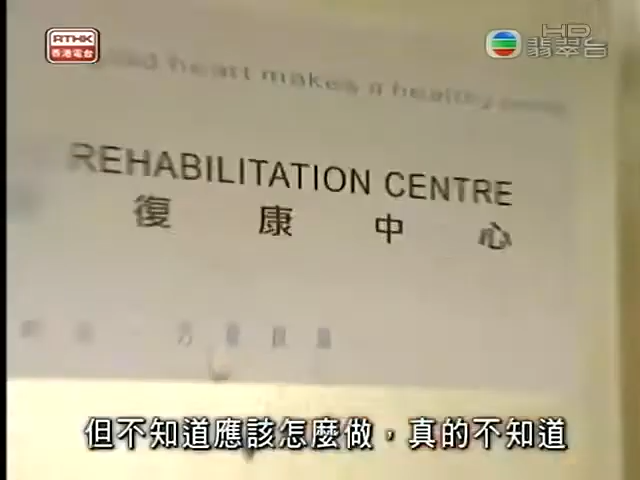 RTHK
香港電台
HD
翡翠台
heart makes a healthy
REHABILITATION CENTRE
復康中心
但不知道應該怎麼做，真的不知道